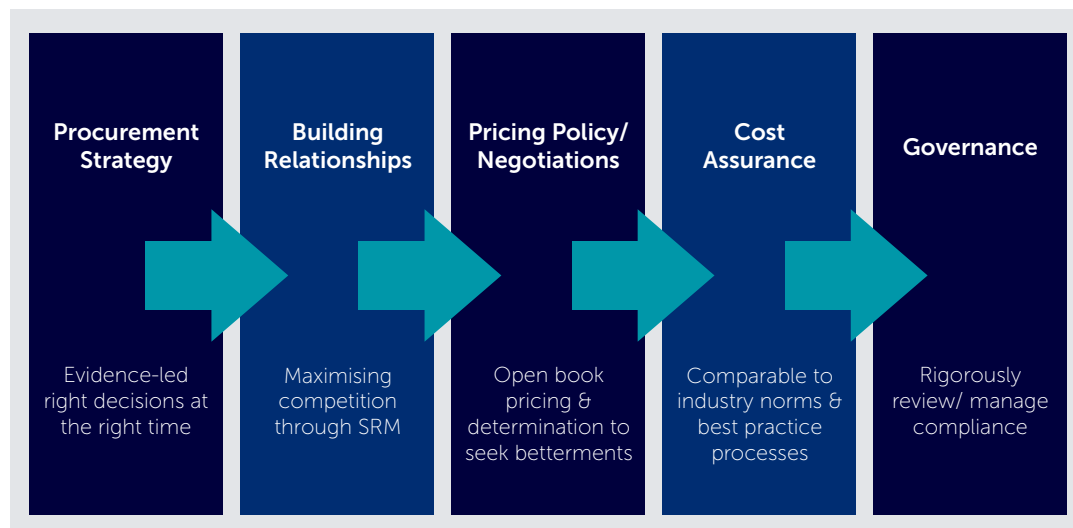 Procurement
Strategy
Evidence-led
right decisions at
the right time
Building
Relationships
Maximising
competition
through SRM
Pricing Policy/
Negotiations
Open book
pricing &
determination to
seek betterments
Cost
Assurance
Comparable to
industry norms &
best practice
processes
Governance
Rigorously
review/ manage
compliance